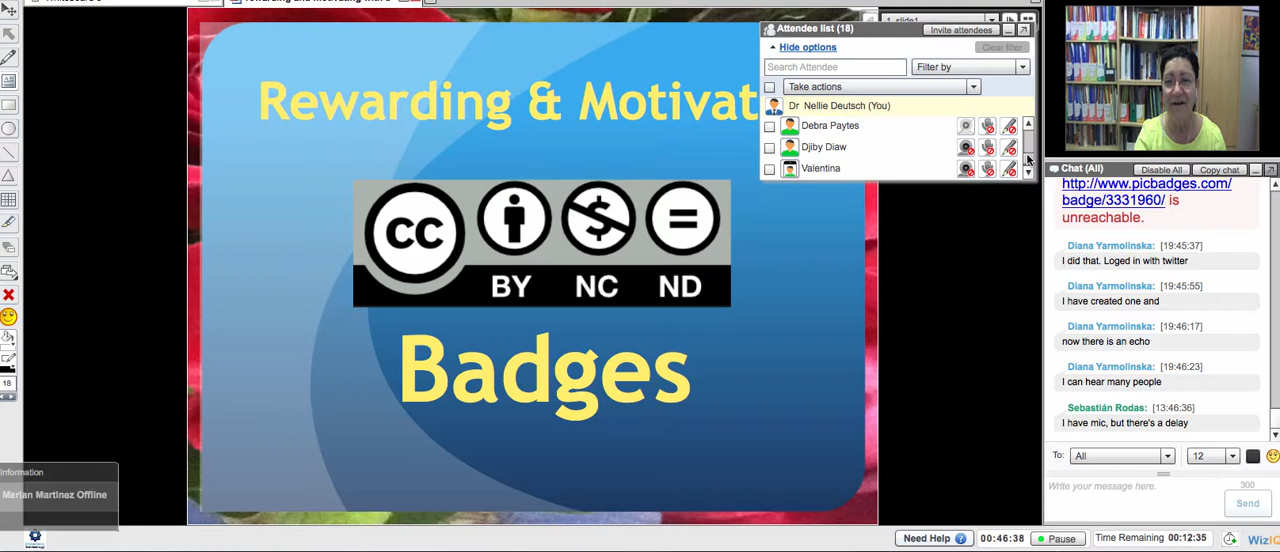 Rewarding & Motivat
CC
BY NC ND
Badges
Attendee list (18)
Invite attendees
Hide options
Clear filter
Search Attendee
Filter by
Take actions
Dr Nellie Deutsch (You)
Debra Paytes
Djiby Diaw
Valentina
Chat (All)
Disable All
Copy chat
http://www.picbadges.com/
badge/3331960/ is
unreachable.
Diana Yarmolinska: [19:45:37]
I did that. Loged in with twitter
Diana Yarmolinska: [19:45:55]
I have created one and
Diana Yarmolinska: [19:46:17]
now there is an echo
Diana Yarmolinska: [19:46:23]
I can hear many people
Sebastián Rodas: [13:46:36]
I have mic, but there's a delay
To: All 12
Write your message here. 300
Send
18
Information
Marian Martinez Offline
Need Help ?
00:46:38
Pause
Time Remaining 00:12:35
WizIQ